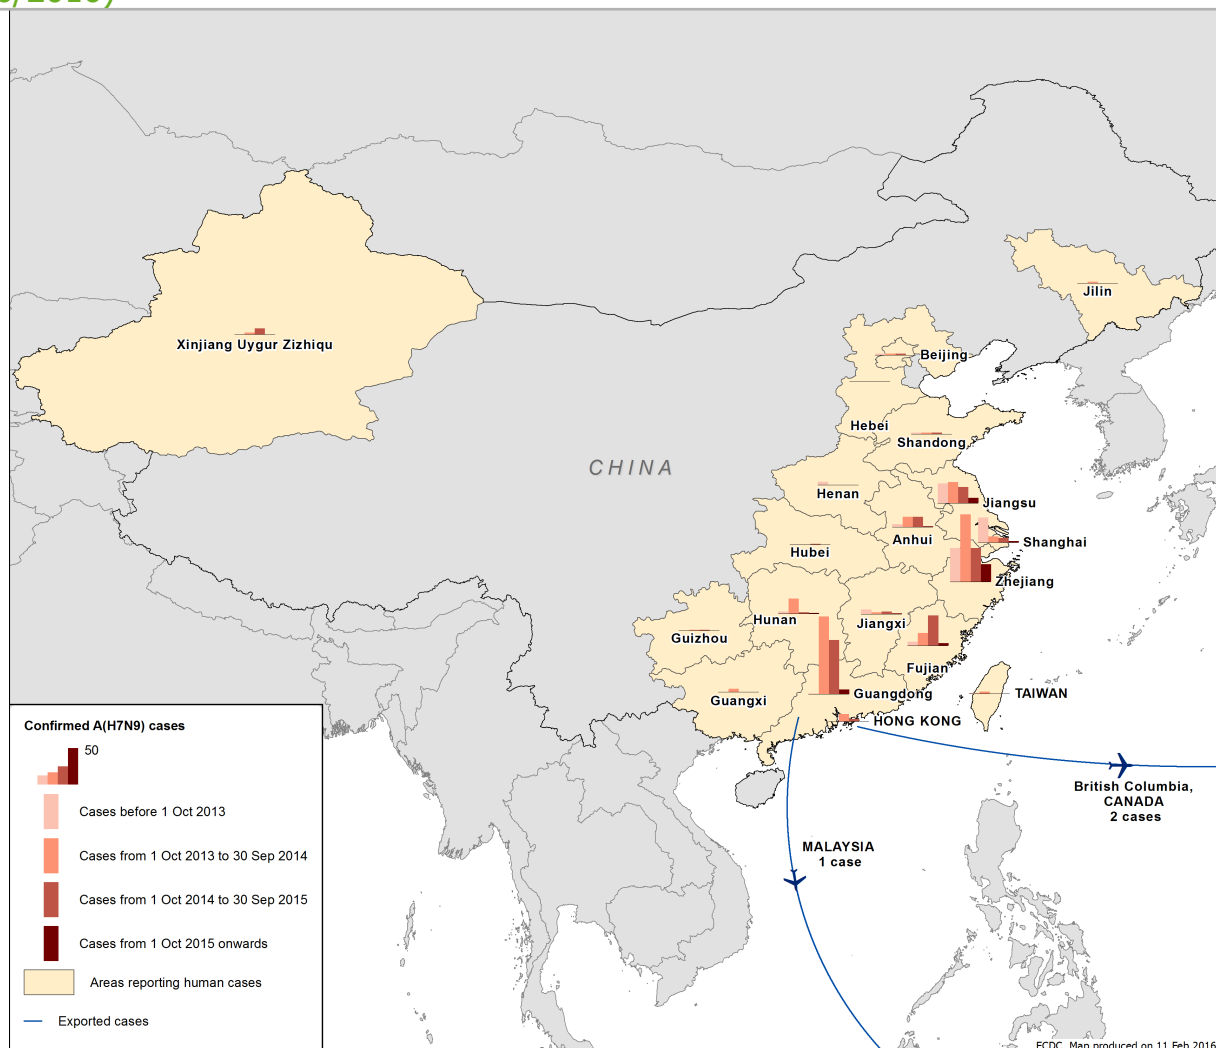 Jilin
Xinjiang Uygur Zizhiqu
Beijing
Hebei
Shandong
CHINA
Henan
Jiangsu
Anhui
Shanghai
Hubei
Zhejiang
Hunan
Jiangxi
Guizhou
Fujian
Guangxi
Guangdong
TAIWAN
HONG KONG
Confirmed A(H7N9) cases
50
Cases before 1 Oct 2013
Cases from 1 Oct 2013 to 30 Sep 2014
Cases from 1 Oct 2014 to 30 Sep 2015
Cases from 1 Oct 2015 onwards
Areas reporting human cases
Exported cases
British Columbia,
CANADA
2 cases
MALAYSIA
1 case
ECDC. Map produced on 11 Feb 2016